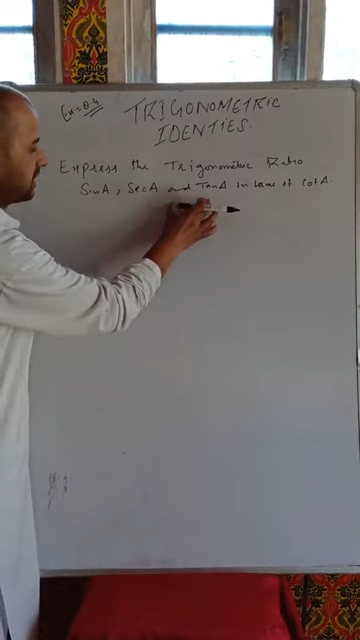 Ex=8.4
TRIGONOMETRIC
IDENTIES.
Express the Trigonometric Ratio
SinA, SecA and TanA in terms of CotA.